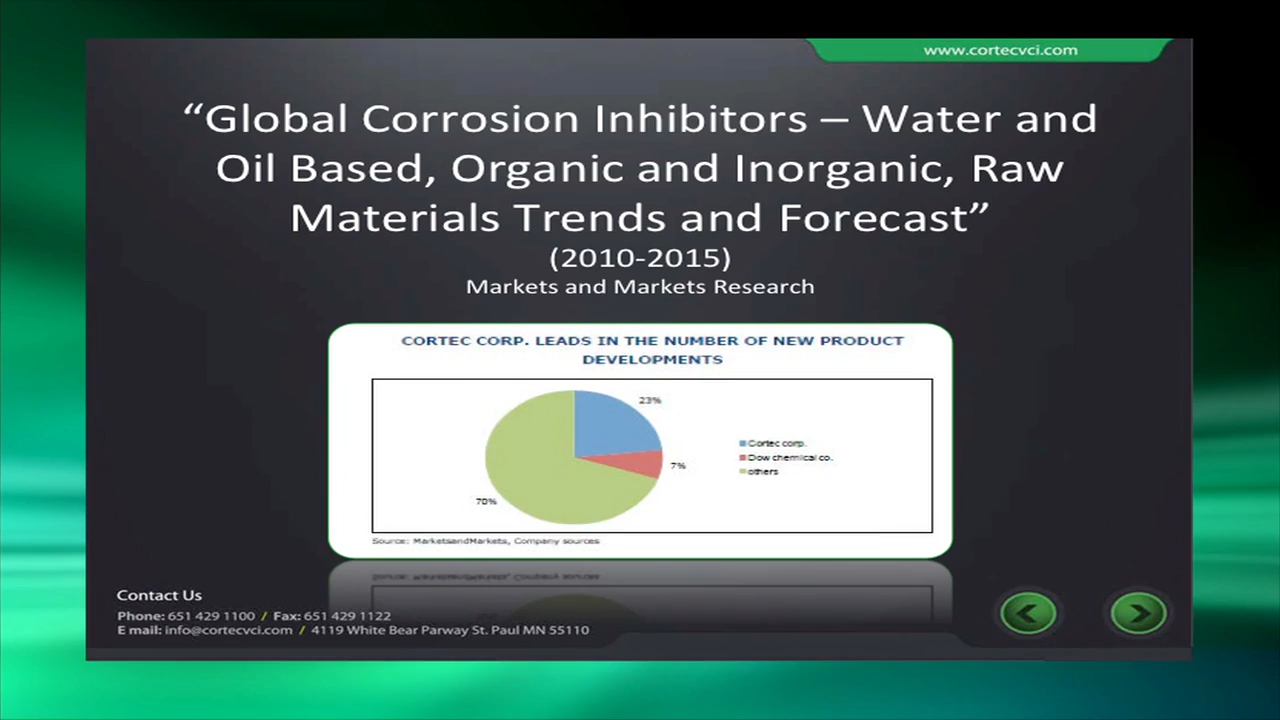 www.cortecvci.com
“Global Corrosion Inhibitors – Water and
Oil Based, Organic and Inorganic, Raw
Materials Trends and Forecast”
(2010-2015)
Markets and Markets Research
CORTEC CORP. LEADS IN THE NUMBER OF NEW PRODUCT
DEVELOPMENTS
23%
Cortec corp.
Dow chemical co.
7%
others
70%
Source: MarketsandMarkets, Company sources
Contact Us
Phone: 651 429 1100 / Fax: 651 429 1122
E mail: info@cortecvci.com / 4119 White Bear Parway St. Paul MN 55110